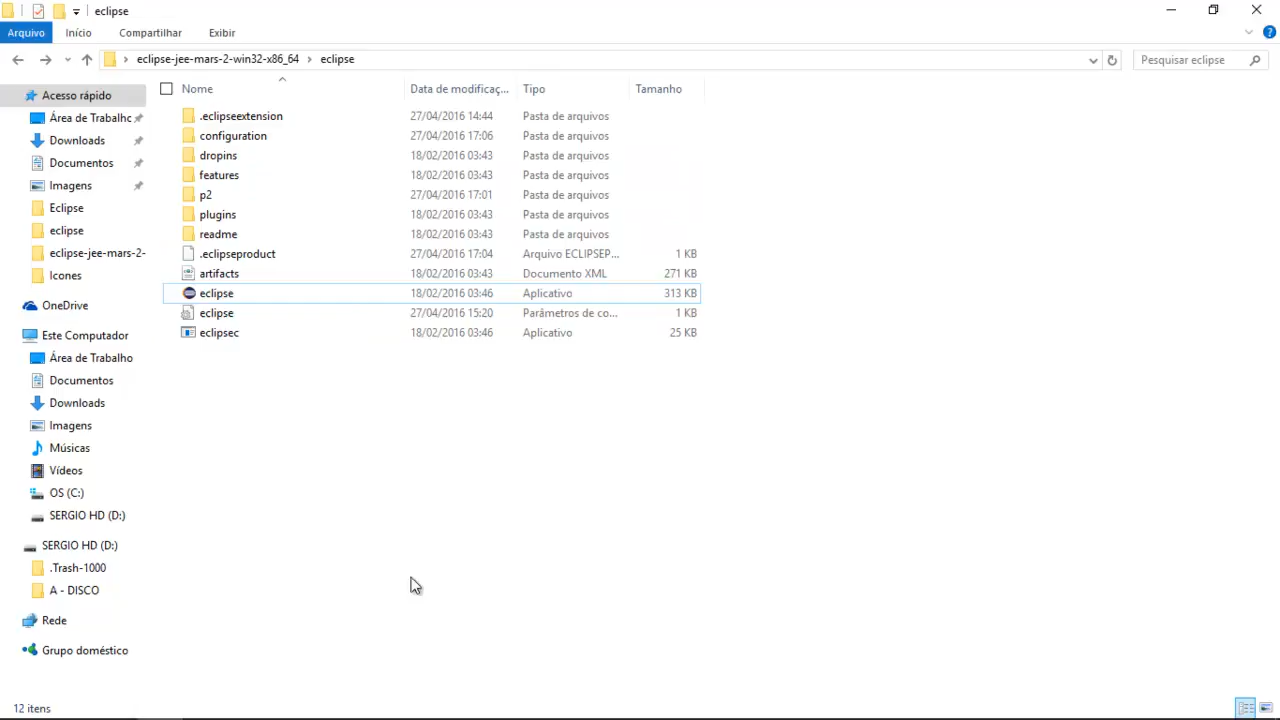 eclipse
Arquivo Início Compartilhar Exibir
eclipse-jee-mars-2-win32-x86_64 > eclipse Pesquisar eclipse
Nome Data de modificaç... Tipo Tamanho
Acesso rápido
Área de Trabalho
Downloads
Documentos
Imagens
Eclipse
eclipse
eclipse-jee-mars-2-
Icones
OneDrive
Este Computador
Área de Trabalho
Documentos
Downloads
Imagens
Músicas
Vídeos
OS (C:)
SERGIO HD (D:)
SERGIO HD (D:)
.Trash-1000
A - DISCO
Rede
Grupo doméstico
.eclipseextension 27/04/2016 14:44 Pasta de arquivos
configuration 27/04/2016 17:06 Pasta de arquivos
dropins 18/02/2016 03:43 Pasta de arquivos
features 18/02/2016 03:43 Pasta de arquivos
p2 27/04/2016 17:01 Pasta de arquivos
plugins 18/02/2016 03:43 Pasta de arquivos
readme 18/02/2016 03:43 Pasta de arquivos
.eclipseproduct 27/04/2016 17:04 Arquivo ECLIPSEP... 1 KB
artifacts 18/02/2016 03:43 Documento XML 271 KB
eclipse 18/02/2016 03:46 Aplicativo 313 KB
eclipse 27/04/2016 15:20 Parâmetros de co... 1 KB
eclipsec 18/02/2016 03:46 Aplicativo 25 KB
12 itens